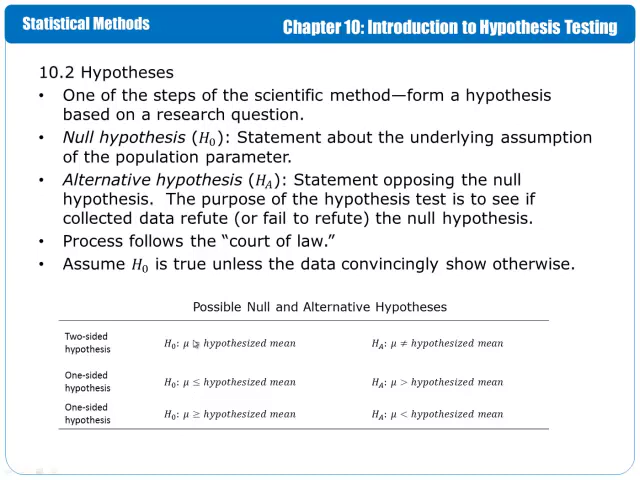 Statistical Methods
Chapter 10: Introduction to Hypothesis Testing
10.2 Hypotheses
• One of the steps of the scientific method—form a hypothesis
based on a research question.
• Null hypothesis (H₀): Statement about the underlying assumption
of the population parameter.
• Alternative hypothesis (H_A): Statement opposing the null
hypothesis. The purpose of the hypothesis test is to see if
collected data refute (or fail to refute) the null hypothesis.
• Process follows the “court of law.”
• Assume H₀ is true unless the data convincingly show otherwise.
Possible Null and Alternative Hypotheses
Two-sided
hypothesis
H₀: μ hypothesized mean
H_A: μ ≠ hypothesized mean
One-sided
hypothesis
H₀: μ ≤ hypothesized mean
H_A: μ > hypothesized mean
One-sided
hypothesis
H₀: μ ≥ hypothesized mean
H_A: μ < hypothesized mean